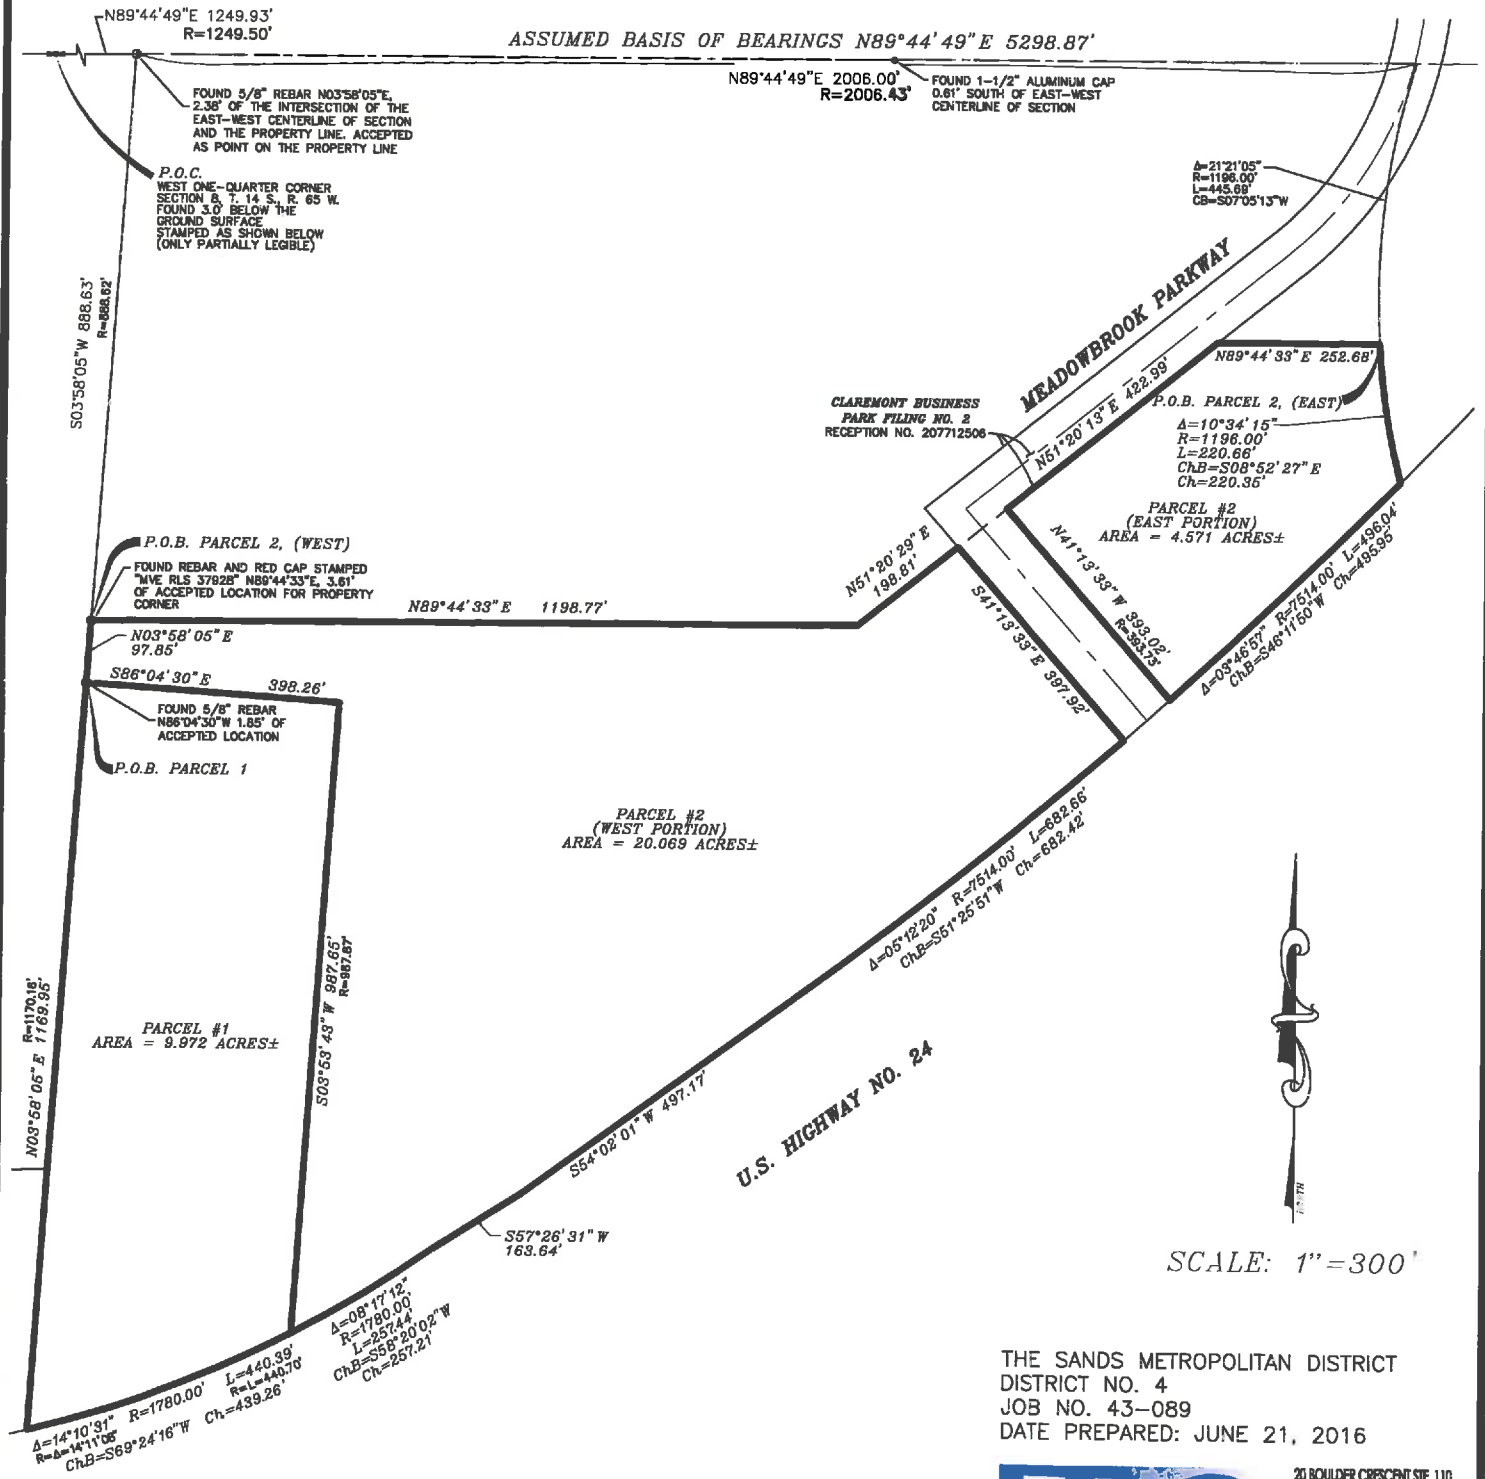 N89°44'49"E 1249.93'
R=1249.50'
ASSUMED BASIS OF BEARINGS N89°44'49"E 5298.87'
N89°44'49"E 2006.00'
R=2006.43'
FOUND 1-1/2" ALUMINUM CAP
0.61' SOUTH OF EAST-WEST
CENTERLINE OF SECTION
FOUND 5/8" REBAR N03°58'05"E,
2.38' OF THE INTERSECTION OF THE
EAST-WEST CENTERLINE OF SECTION
AND THE PROPERTY LINE. ACCEPTED
AS POINT ON THE PROPERTY LINE
P.O.C.
WEST ONE-QUARTER CORNER
SECTION 8, T. 14 S., R. 65 W.
FOUND 3.0' BELOW THE
GROUND SURFACE
STAMPED AS SHOWN BELOW
(ONLY PARTIALLY LEGIBLE)
Δ=21°21'05"
R=1196.00'
L=445.69'
CB=S07°05'13"W
S03°58'05"W 888.63'
R=888.62'
MEADOWBROOK PARKWAY
N89°44'33"E 252.68'
CLAREMONT BUSINESS
PARK FILING NO. 2
RECEPTION NO. 207712506
N51°20'13"E 422.99'
P.O.B. PARCEL 2, (EAST)
Δ=10°34'15"
R=1196.00'
L=220.66'
ChB=S08°52'27"E
Ch=220.35'
PARCEL #2
(EAST PORTION)
AREA = 4.571 ACRES±
P.O.B. PARCEL 2, (WEST)
FOUND REBAR AND RED CAP STAMPED
"MVE RLS 37928" N89°44'33"E, 3.61'
OF ACCEPTED LOCATION FOR PROPERTY
CORNER
N89°44'33"E 1198.77'
N51°20'29"E
198.81'
S41°13'33"E 397.92'
N41°13'33"W 393.02'
R=393.73'
Δ=03°46'57" R=7514.00' L=496.04'
ChB=S46°11'50"W Ch=495.95'
N03°58'05"E
97.85'
S86°04'30"E 398.26'
FOUND 5/8" REBAR
N86°04'30"W 1.85' OF
ACCEPTED LOCATION
P.O.B. PARCEL 1
PARCEL #2
(WEST PORTION)
AREA = 20.069 ACRES±
Δ=05°12'20" R=7514.00' L=682.66'
ChB=S51°25'51"W Ch=682.42'
R=1170.16'
N03°58'05"E 1169.95'
PARCEL #1
AREA = 9.972 ACRES±
S03°53'43"W 987.65'
R=987.67'
S54°02'01"W 497.17'
U.S. HIGHWAY NO. 24
S57°26'31"W
163.64'
NORTH
SCALE: 1"=300'
Δ=08°17'12"
R=1780.00'
L=257.44'
ChB=S58°20'02"W
Ch=257.21'
Δ=14°10'31" R=1780.00' L=440.39'
R=Δ=14°11'06" R=L=440.70'
ChB=S69°24'16"W Ch=439.26'
THE SANDS METROPOLITAN DISTRICT
DISTRICT NO. 4
JOB NO. 43-089
DATE PREPARED: JUNE 21, 2016
20 BOULDER CRESCENT STE. 110